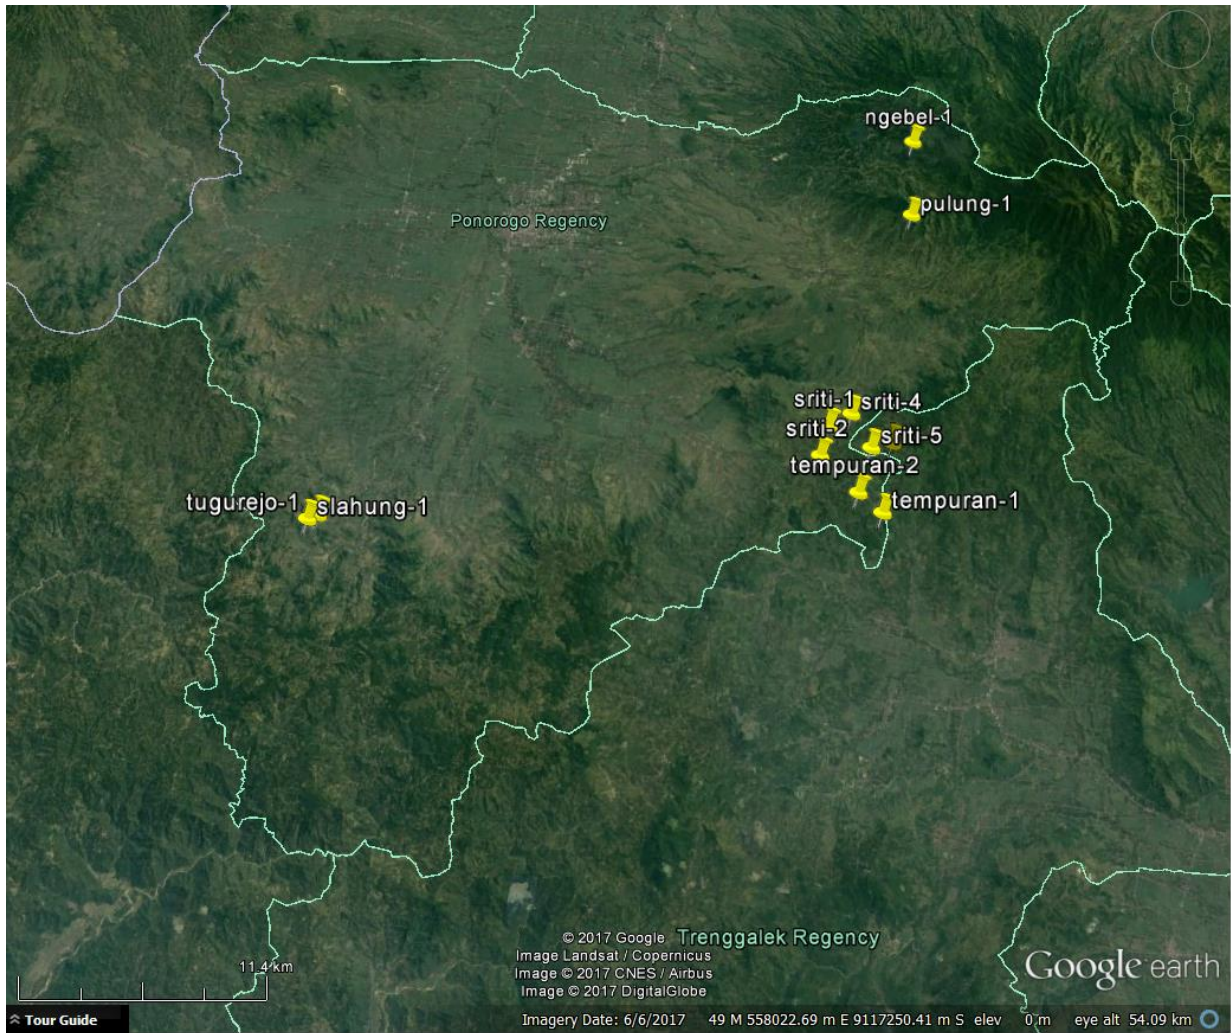 ngebel-1
pulung-1
Ponorogo Regency
sriti-1 sriti-4
sriti-2 sriti-5
tempuran-2
tugurejo-1 slahung-1 tempuran-1
© 2017 Google Trenggalek Regency
Image Landsat / Copernicus
11.4 km Image © 2017 CNES / Airbus Google earth
Image © 2017 DigitalGlobe
Tour Guide Imagery Date: 6/6/2017 49 M 558022.69 m E 9117250.41 m S elev 0 m eye alt 54.09 km